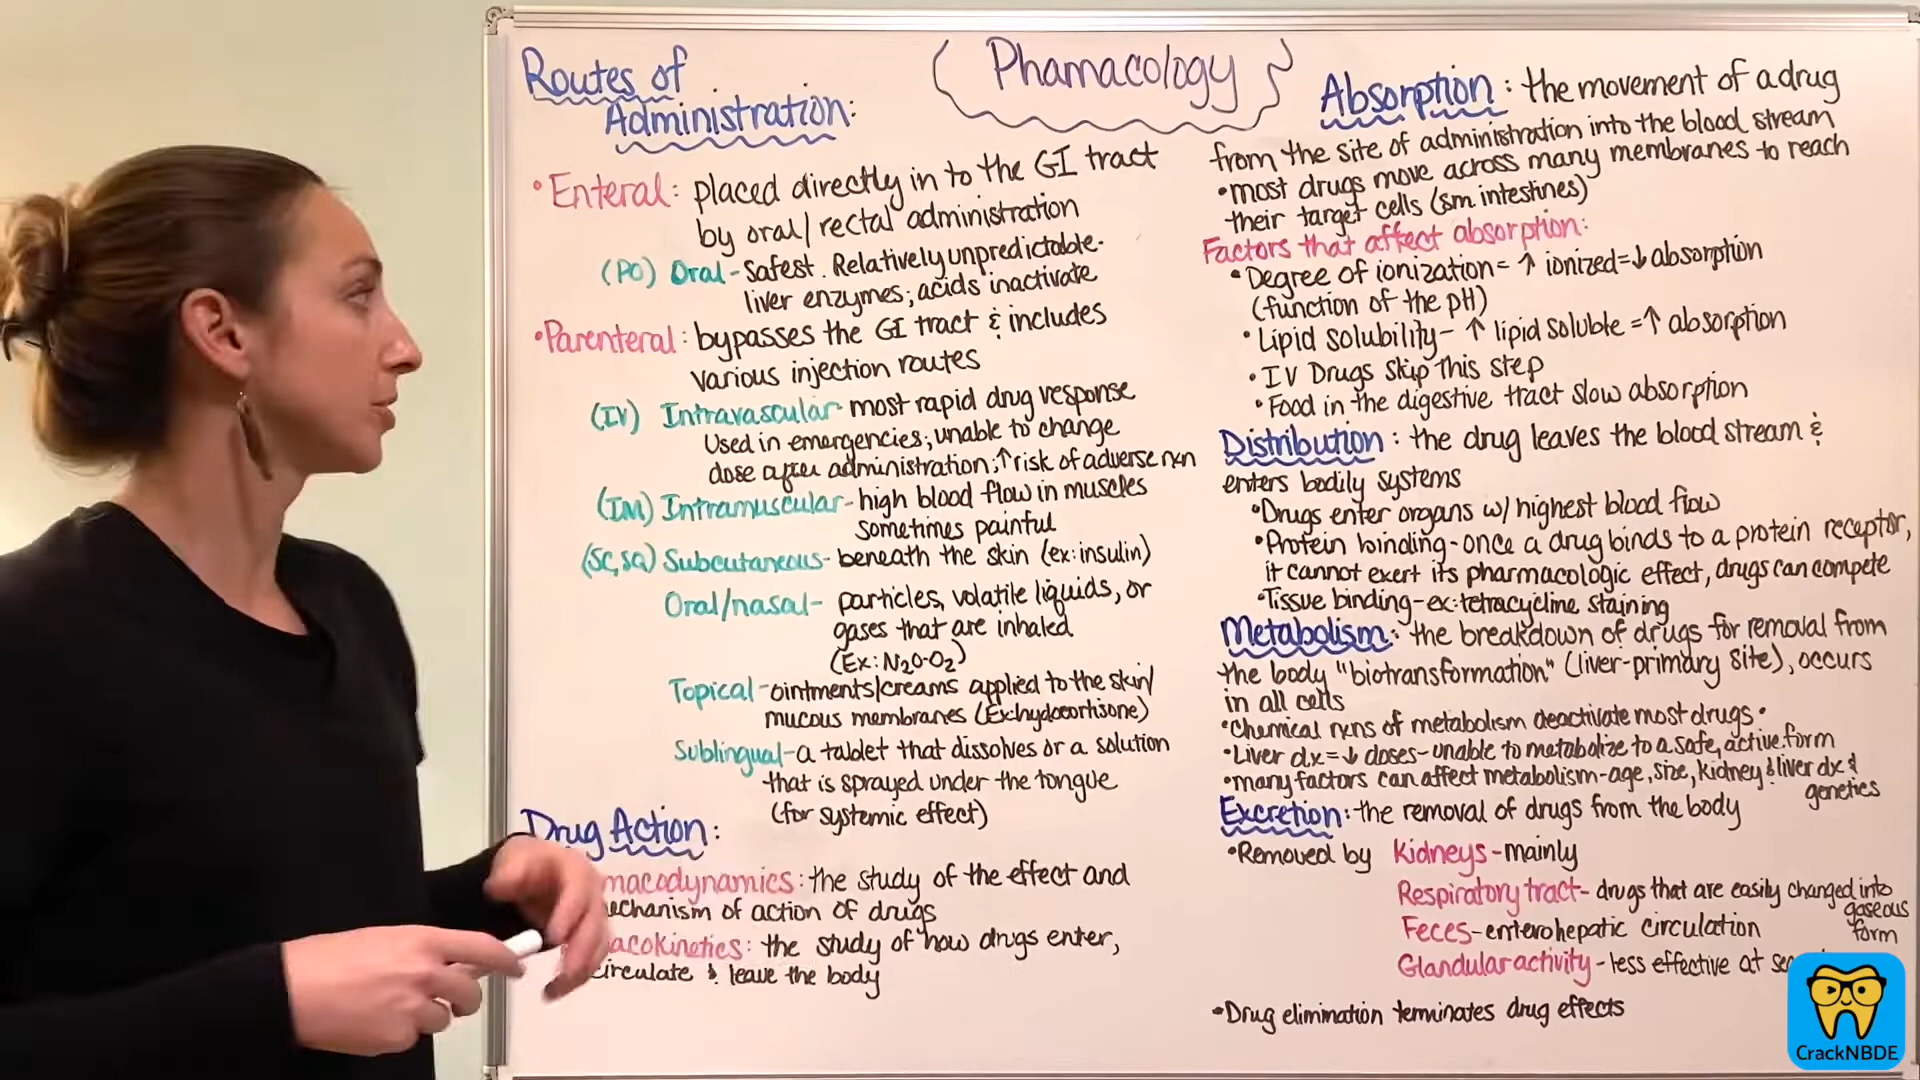 Phamacology
Routes of
Administration:
•Enteral: placed directly in to the GI tract
by oral/rectal administration
(PO) Oral-Safest. Relatively unpredictable.
liver enzymes; acids inactivate
•Parenteral: bypasses the GI tract & includes
various injection routes
(IV) Intravascular-most rapid drug response
Used in emergencies; unable to change
dose after administration; ↑risk of adverse rxn
(IM) Intramuscular-high blood flow in muscles
sometimes painful
(SC, SQ) Subcutaneous-beneath the skin (ex: insulin)
Oral/nasal- particles, volatile liquids, or
gases that are inhaled
(Ex: N2O-O2)
Topical-ointments/creams applied to the skin/
mucous membranes (Ex:hydocortisone)
Sublingual-a tablet that dissolves or a solution
that is sprayed under the tongue
(for systemic effect)
Drug Action:
macodynamics: the study of the effect and
echanism of action of drugs
acokinetics: the study of how drugs enter,
circulate & leave the body
Absorption: the movement of a drug
from the site of administration into the blood stream
•most drugs move across many membranes to reach
their target cells (sm. intestines)
Factors that affect absorption:
•Degree of ionization= ↑ ionized=↓absorption
(function of the pH)
•Lipid solubility- ↑ lipid soluble =↑ absorption
•IV Drugs Skip This step
•Food in the digestive tract slow absorption
Distribution: the drug leaves the blood stream &
enters bodily systems
•Drugs enter organs w/ highest blood flow
•Protein binding-once a drug binds to a protein receptor,
it cannot exert its pharmacologic effect, drugs can compete
•Tissue binding-ex: tetracycline staining
Metabolism: the breakdown of drugs for removal from
the body "biotransformation" (liver-primary site), occurs
in all cells
•Chemical rxns of metabolism deactivate most drugs•
•Liver dx=↓ doses-unable to metabolize to a safe, active form
•many factors can affect metabolism-age, size, kidney & liver dx &
genetics
Excretion: the removal of drugs from the body
•Removed by Kidneys-mainly
Respiratory tract- drugs that are easily changed into
gaseous
form
Feces-enterohepatic circulation
Glandular activity-less effective at
•Drug elimination terminates drug effects
CrackNBDE